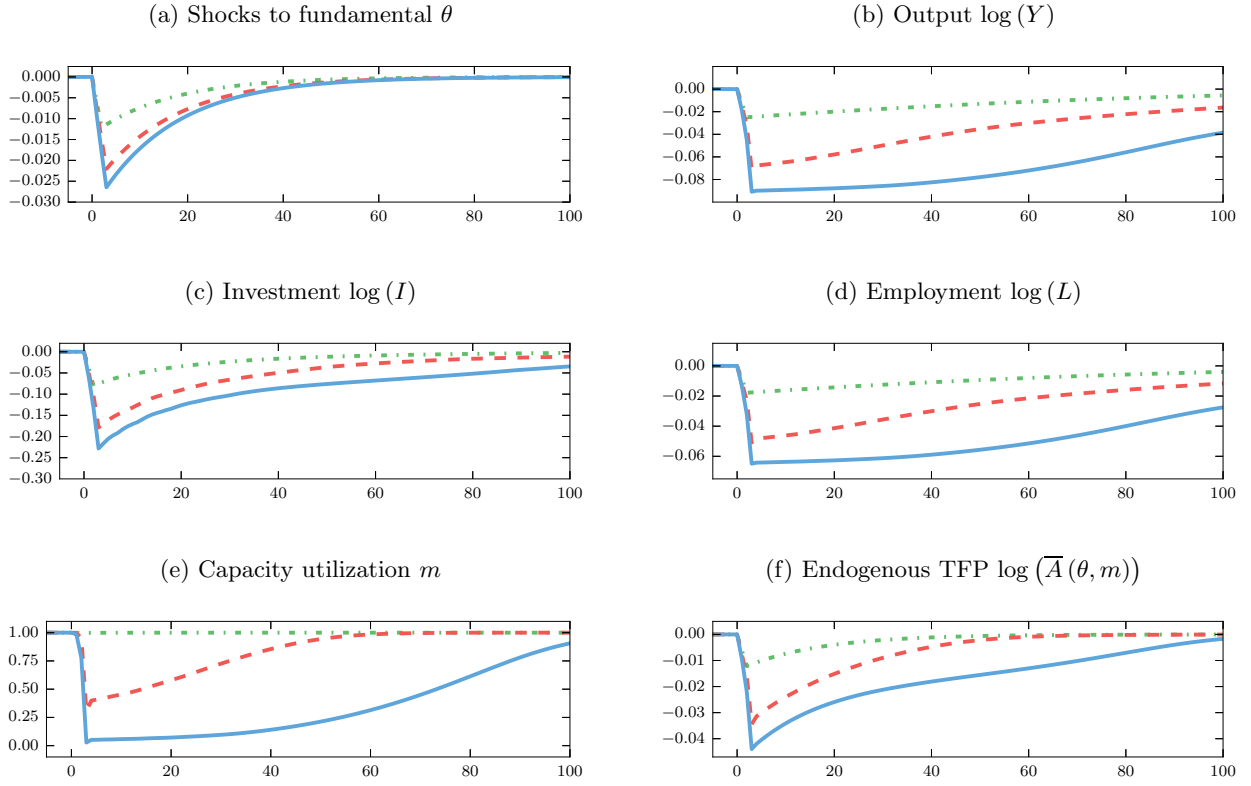 (a) Shocks to fundamental θ
0.000
−0.005
−0.010
−0.015
−0.020
−0.025
−0.030
0 20 40 60 80 100
(b) Output log (Y)
0.00
−0.02
−0.04
−0.06
−0.08
0 20 40 60 80 100
(c) Investment log (I)
0.00
−0.05
−0.10
−0.15
−0.20
−0.25
−0.30
0 20 40 60 80 100
(d) Employment log (L)
0.00
−0.02
−0.04
−0.06
0 20 40 60 80 100
(e) Capacity utilization m
1.00
0.75
0.50
0.25
0.00
0 20 40 60 80 100
(f) Endogenous TFP log (A̅ (θ, m))
0.00
−0.01
−0.02
−0.03
−0.04
0 20 40 60 80 100